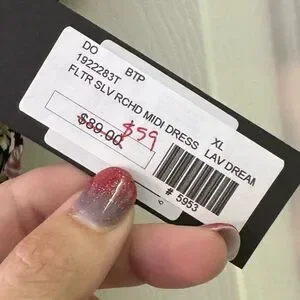 DO BTP
1922283T XL
FLTR SLV RCHD MIDI DRESS LAV DREAM
$89.00 $59
# 5953